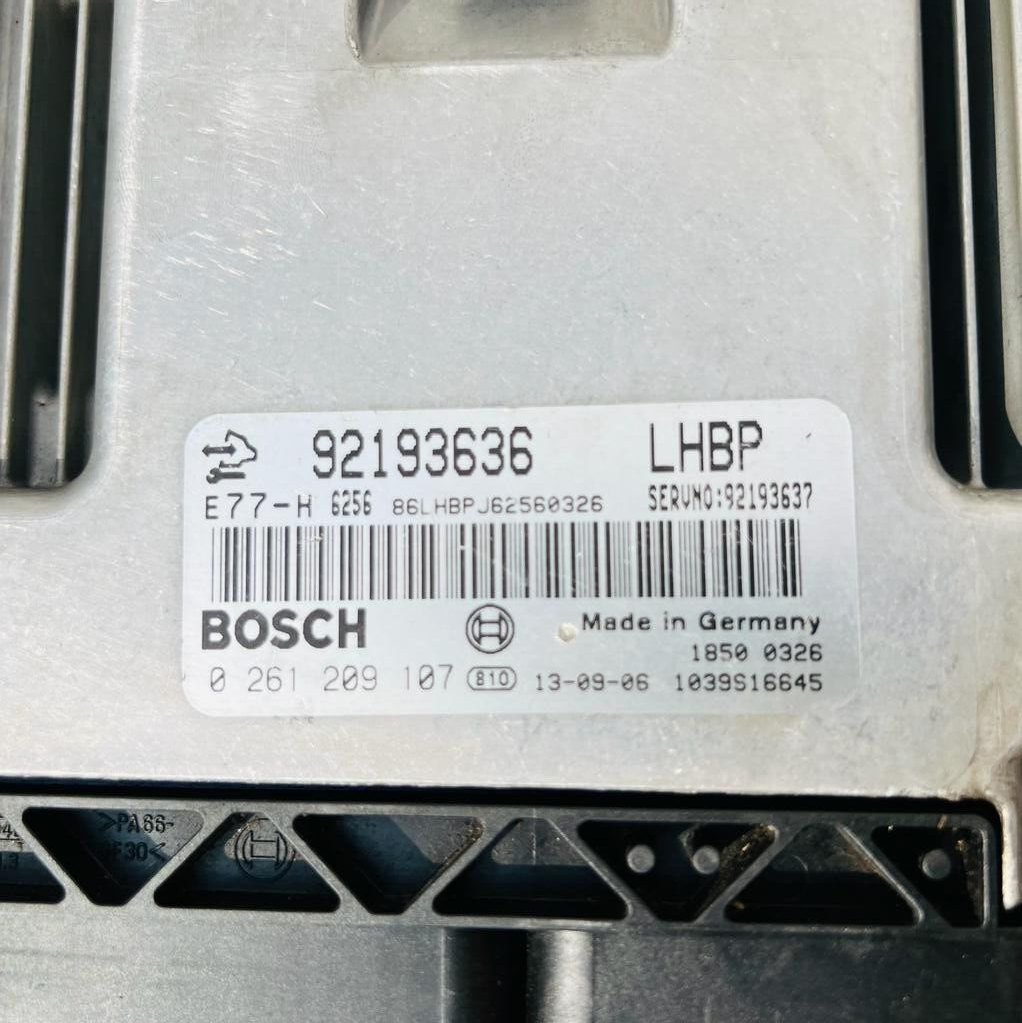 92193636 LHBP
E77-H 6256 86LHBPJ62560326 SERVNO:92193637
BOSCH Made in Germany
1850 0326
0 261 209 107 810 13-09-06 1039S16645
>PA66-
F30<